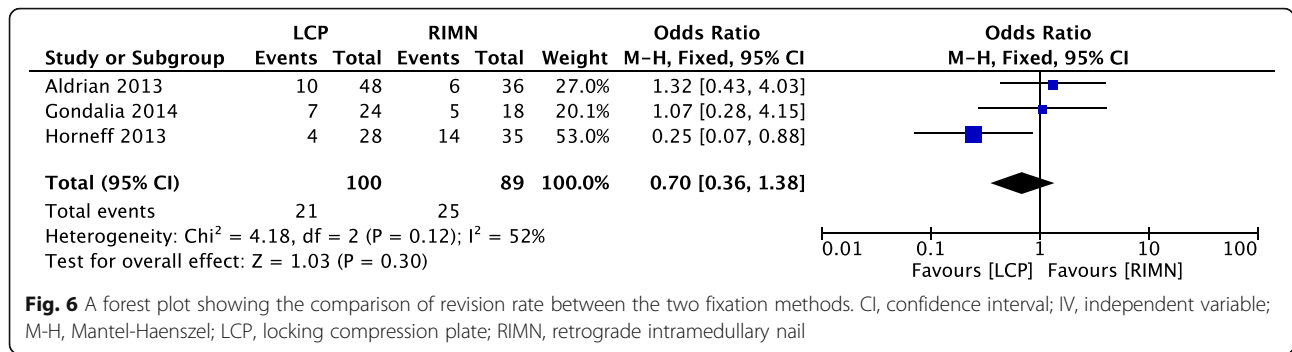 LCP RIMN Odds Ratio Odds Ratio
Study or Subgroup Events Total Events Total Weight M-H, Fixed, 95% CI M-H, Fixed, 95% CI
Aldrian 2013 10 48 6 36 27.0% 1.32 [0.43, 4.03]
Gondalia 2014 7 24 5 18 20.1% 1.07 [0.28, 4.15]
Horneff 2013 4 28 14 35 53.0% 0.25 [0.07, 0.88]
Total (95% CI) 100 89 100.0% 0.70 [0.36, 1.38]
Total events 21 25
Heterogeneity: Chi² = 4.18, df = 2 (P = 0.12); I² = 52%
Test for overall effect: Z = 1.03 (P = 0.30)
0.01 0.1 1 10 100
Favours [LCP] Favours [RIMN]
Fig. 6 A forest plot showing the comparison of revision rate between the two fixation methods. CI, confidence interval; IV, independent variable;
M-H, Mantel-Haenszel; LCP, locking compression plate; RIMN, retrograde intramedullary nail